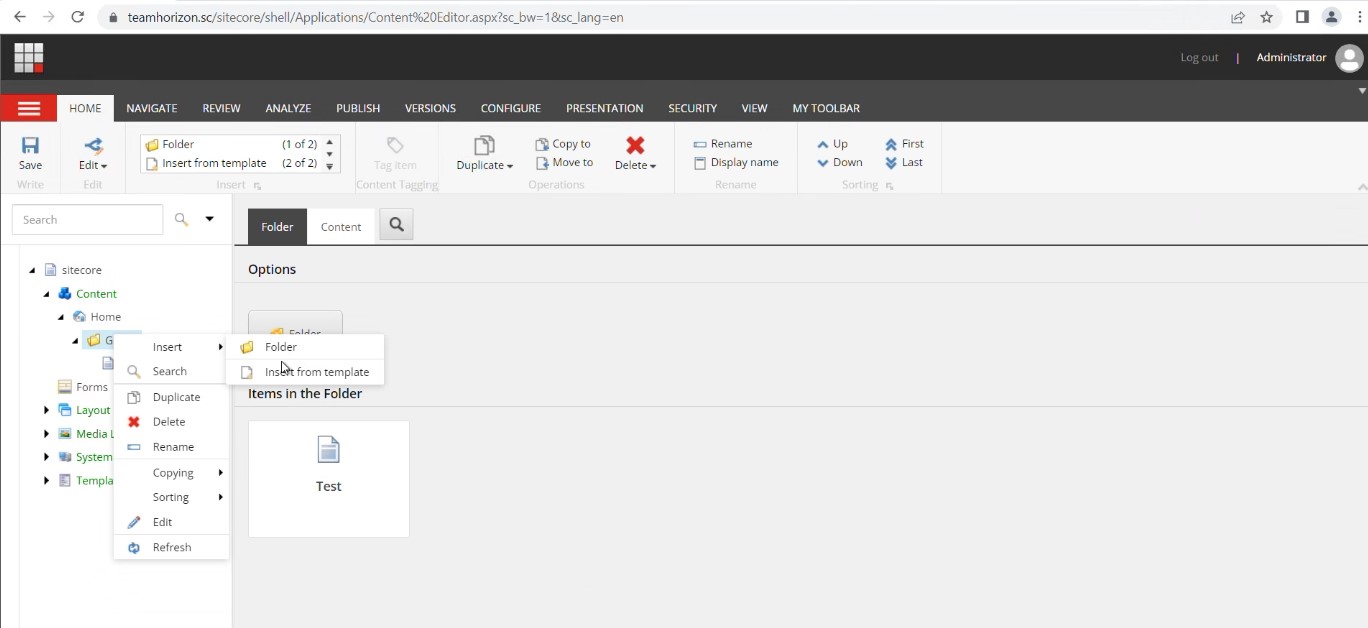 teamhorizon.sc/sitecore/shell/Applications/Content%20Editor.aspx?sc_bw=1&sc_lang=en
Log out | Administrator
HOME NAVIGATE REVIEW ANALYZE PUBLISH VERSIONS CONFIGURE PRESENTATION SECURITY VIEW MY TOOLBAR
Folder (1 of 2) Copy to Rename Up First
Insert from template (2 of 2) Move to Display name Down Last
Save Edit Tag Item Duplicate Delete
Write Edit Insert Content Tagging Operations Rename Sorting
Search
Folder Content
Options
sitecore
Content
Home
Folder
G
Insert Folder
Search Insert from template
Forms
Items in the Folder
Duplicate
Layout
Delete
Media L
Rename
System
Copying
Templa
Test
Sorting
Edit
Refresh